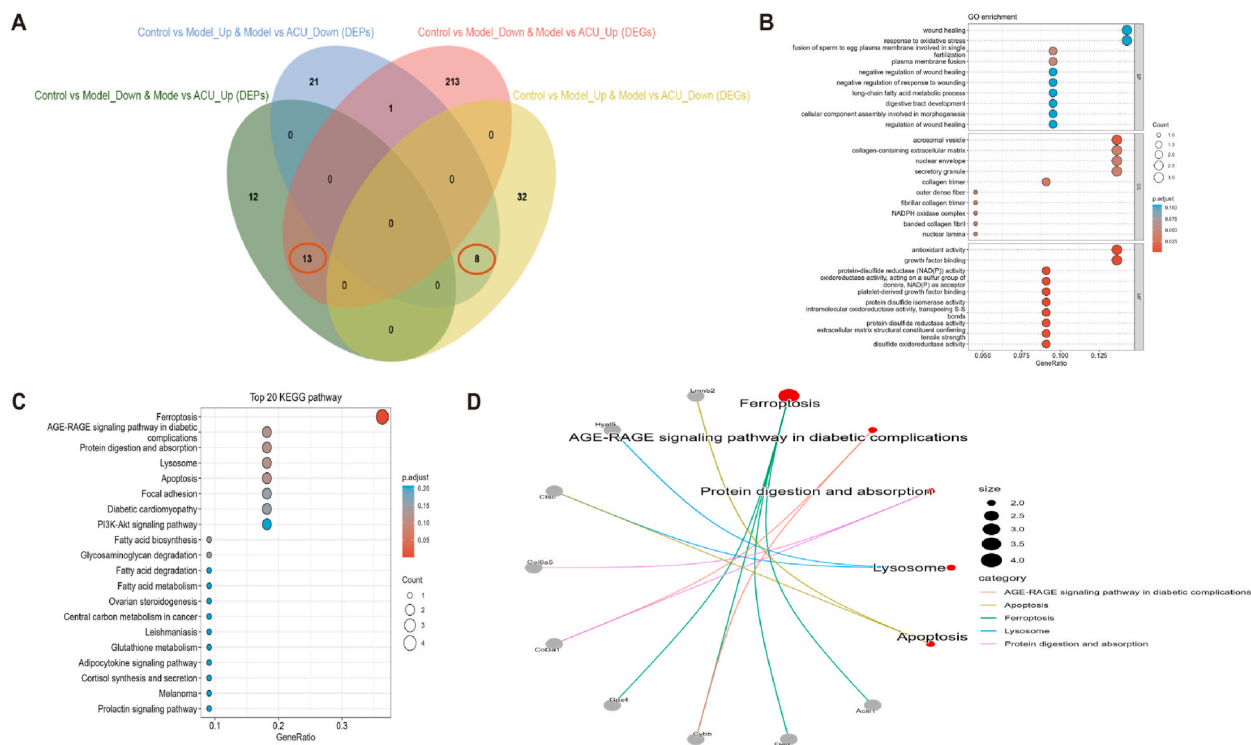 A
Control vs Model_Up & Model vs ACU_Down (DEPs)
Control vs Model_Down & Model vs ACU_Up (DEGs)
Control vs Model_Down & Mode vs ACU_Up (DEPs)
Control vs Model_Up & Model vs ACU_Down (DEGs)
21
213
1
0
0
12
0
0
32
0
13
8
0
0
0
B
GO enrichment
wound healing
response to oxidative stress
fusion of sperm to egg plasma membrane involved in single
fertilization
plasma membrane fusion
negative regulation of wound healing
negative regulation of response to wounding
long-chain fatty acid metabolic process
digestive tract development
cellular component assembly involved in morphogenesis
regulation of wound healing
BP
acrosomal vesicle
collagen-containing extracellular matrix
nuclear envelope
secretory granule
collagen trimer
outer dense fiber
fibrillar collagen trimer
NADPH oxidase complex
banded collagen fibril
nuclear lamina
CC
antioxidant activity
growth factor binding
protein-disulfide reductase (NAD(P)) activity
oxidoreductase activity, acting on a sulfur group of
donors, NAD(P) as acceptor
platelet-derived growth factor binding
protein disulfide isomerase activity
intramolecular oxidoreductase activity, transposing S-S
bonds
protein-disulfide reductase activity
extracellular matrix structural constituent conferring
tensile strength
disulfide oxidoreductase activity
MF
0.050
0.075
0.100
0.125
GeneRatio
Count
1.0
1.5
2.0
2.5
3.0
p.adjust
0.100
0.075
0.050
0.025
C
Top 20 KEGG pathway
Ferroptosis
AGE-RAGE signaling pathway in diabetic
complications
Protein digestion and absorption
Lysosome
Apoptosis
Focal adhesion
Diabetic cardiomyopathy
PI3K-Akt signaling pathway
Fatty acid biosynthesis
Glycosaminoglycan degradation
Fatty acid degradation
Fatty acid metabolism
Ovarian steroidogenesis
Central carbon metabolism in cancer
Leishmaniasis
Glutathione metabolism
Adipocytokine signaling pathway
Cortisol synthesis and secretion
Melanoma
Prolactin signaling pathway
0.1
0.2
0.3
GeneRatio
p.adjust
0.20
0.15
0.10
0.05
Count
1
2
3
4
D
Lmnb2
Ferroptosis
Hyal5
AGE-RAGE signaling pathway in diabetic complications
Ctsc
Protein digestion and absorption
Col6a5
Lysosome
Col3a1
Apoptosis
Gpx4
Acsl1
Cybb
size
2.0
2.5
3.0
3.5
4.0
category
AGE-RAGE signaling pathway in diabetic complications
Apoptosis
Ferroptosis
Lysosome
Protein digestion and absorption